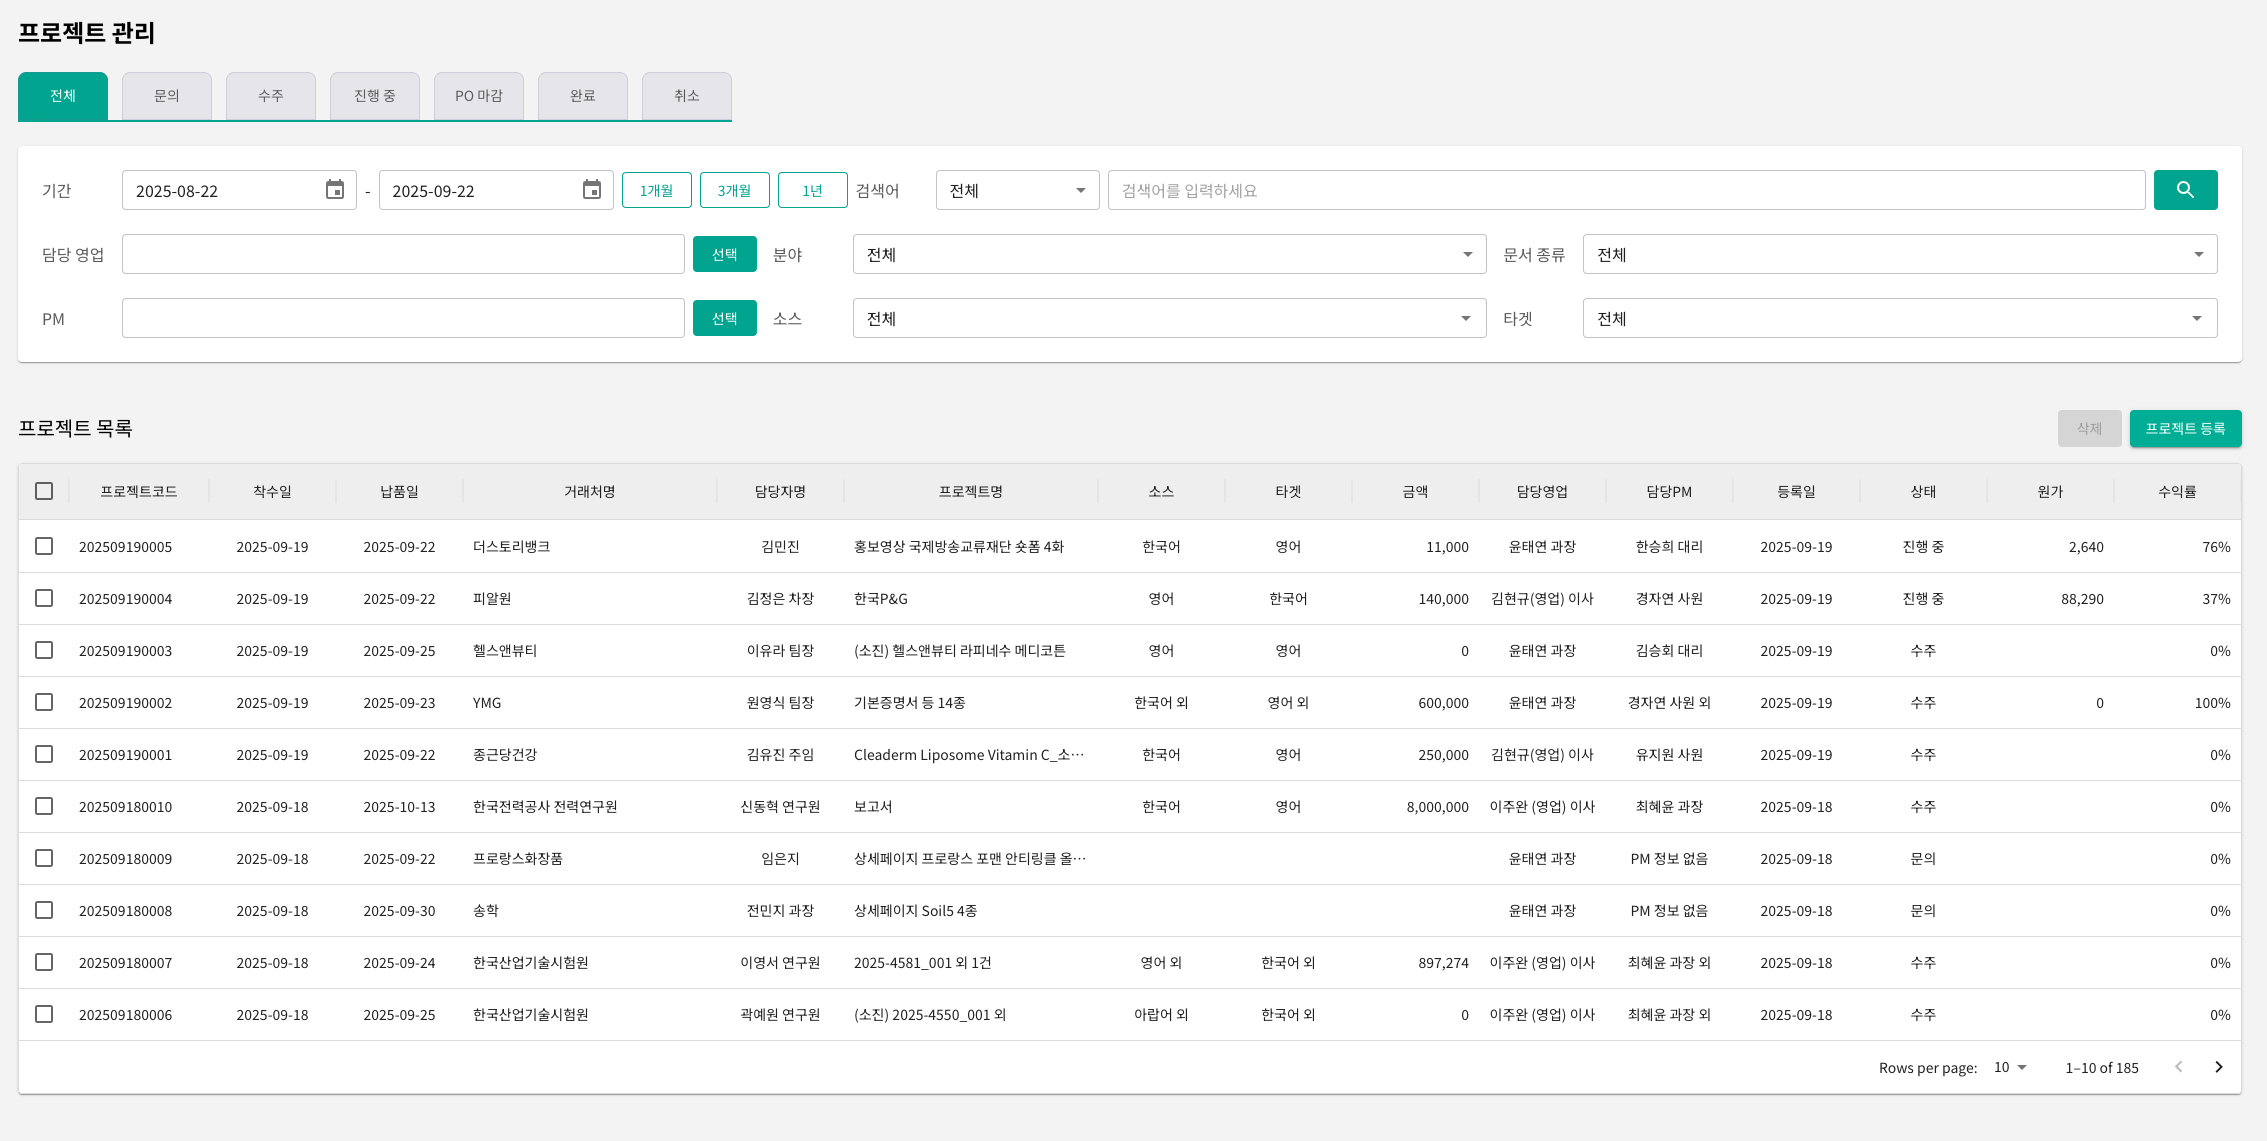 프로젝트 관리
전체 문의 수주 진행 중 PO 마감 완료 취소
기간 2025-08-22 - 2025-09-22 1개월 3개월 1년 검색어 전체 검색어를 입력하세요
담당 영업 선택 분야 전체 문서 종류 전체
PM 선택 소스 전체 타겟 전체
프로젝트 목록 삭제 프로젝트 등록
프로젝트코드 착수일 납품일 거래처명 담당자명 프로젝트명 소스 타겟 금액 담당영업 담당PM 등록일 상태 원가 수익률
202509190005 2025-09-19 2025-09-22 더스토리뱅크 김민진 홍보영상 국제방송교류재단 숏폼 4화 한국어 영어 11,000 윤태연 과장 한승희 대리 2025-09-19 진행 중 2,640 76%
202509190004 2025-09-19 2025-09-22 피알원 김정은 차장 한국P&G 영어 한국어 140,000 김현규(영업) 이사 경자연 사원 2025-09-19 진행 중 88,290 37%
202509190003 2025-09-19 2025-09-25 헬스앤뷰티 이유라 팀장 (소진) 헬스앤뷰티 라피네수 메디코튼 영어 영어 0 윤태연 과장 김승회 대리 2025-09-19 수주 0%
202509190002 2025-09-19 2025-09-23 YMG 원영식 팀장 기본증명서 등 14종 한국어 외 영어 외 600,000 윤태연 과장 경자연 사원 외 2025-09-19 수주 0 100%
202509190001 2025-09-19 2025-09-22 종근당건강 김유진 주임 Cleaderm Liposome Vitamin C_소… 한국어 영어 250,000 김현규(영업) 이사 유지원 사원 2025-09-19 수주 0%
202509180010 2025-09-18 2025-10-13 한국전력공사 전력연구원 신동혁 연구원 보고서 한국어 영어 8,000,000 이주완 (영업) 이사 최혜윤 과장 2025-09-18 수주 0%
202509180009 2025-09-18 2025-09-22 프로랑스화장품 임은지 상세페이지 프로랑스 포맨 안티링클 올… 윤태연 과장 PM 정보 없음 2025-09-18 문의 0%
202509180008 2025-09-18 2025-09-30 송학 전민지 과장 상세페이지 Soil5 4종 윤태연 과장 PM 정보 없음 2025-09-18 문의 0%
202509180007 2025-09-18 2025-09-24 한국산업기술시험원 이영서 연구원 2025-4581_001 외 1건 영어 외 한국어 외 897,274 이주완 (영업) 이사 최혜윤 과장 외 2025-09-18 수주 0%
202509180006 2025-09-18 2025-09-25 한국산업기술시험원 곽예원 연구원 (소진) 2025-4550_001 외 아랍어 외 한국어 외 0 이주완 (영업) 이사 최혜윤 과장 외 2025-09-18 수주 0%
Rows per page: 10 1–10 of 185